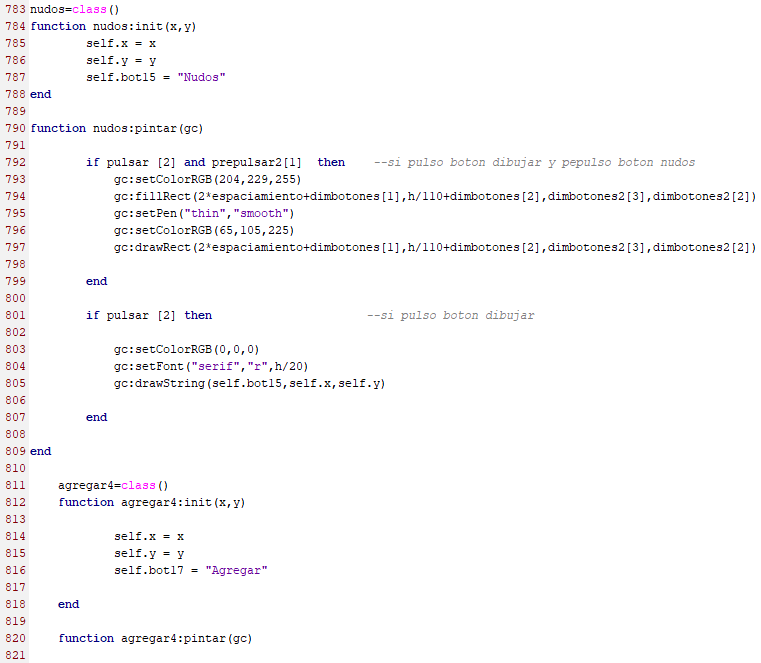 783 nudos=class()
784 function nudos:init(x,y)
785         self.x = x
786         self.y = y
787         self.bot15 = "Nudos"
788 end
789
790 function nudos:pintar(gc)
791
792         if pulsar [2] and prepulsar2[1]  then    --si pulso boton dibujar y pepulso boton nudos
793             gc:setColorRGB(204,229,255)
794             gc:fillRect(2*espaciamiento+dimbotones[1],h/110+dimbotones[2],dimbotones2[3],dimbotones2[2])
795             gc:setPen("thin","smooth")
796             gc:setColorRGB(65,105,225)
797             gc:drawRect(2*espaciamiento+dimbotones[1],h/110+dimbotones[2],dimbotones2[3],dimbotones2[2])
798
799         end
800
801         if pulsar [2] then                      --si pulso boton dibujar
802
803             gc:setColorRGB(0,0,0)
804             gc:setFont("serif","r",h/20)
805             gc:drawString(self.bot15,self.x,self.y)
806
807         end
808
809 end
810
811     agregar4=class()
812     function agregar4:init(x,y)
813
814             self.x = x
815             self.y = y
816             self.bot17 = "Agregar"
817
818     end
819
820     function agregar4:pintar(gc)
821